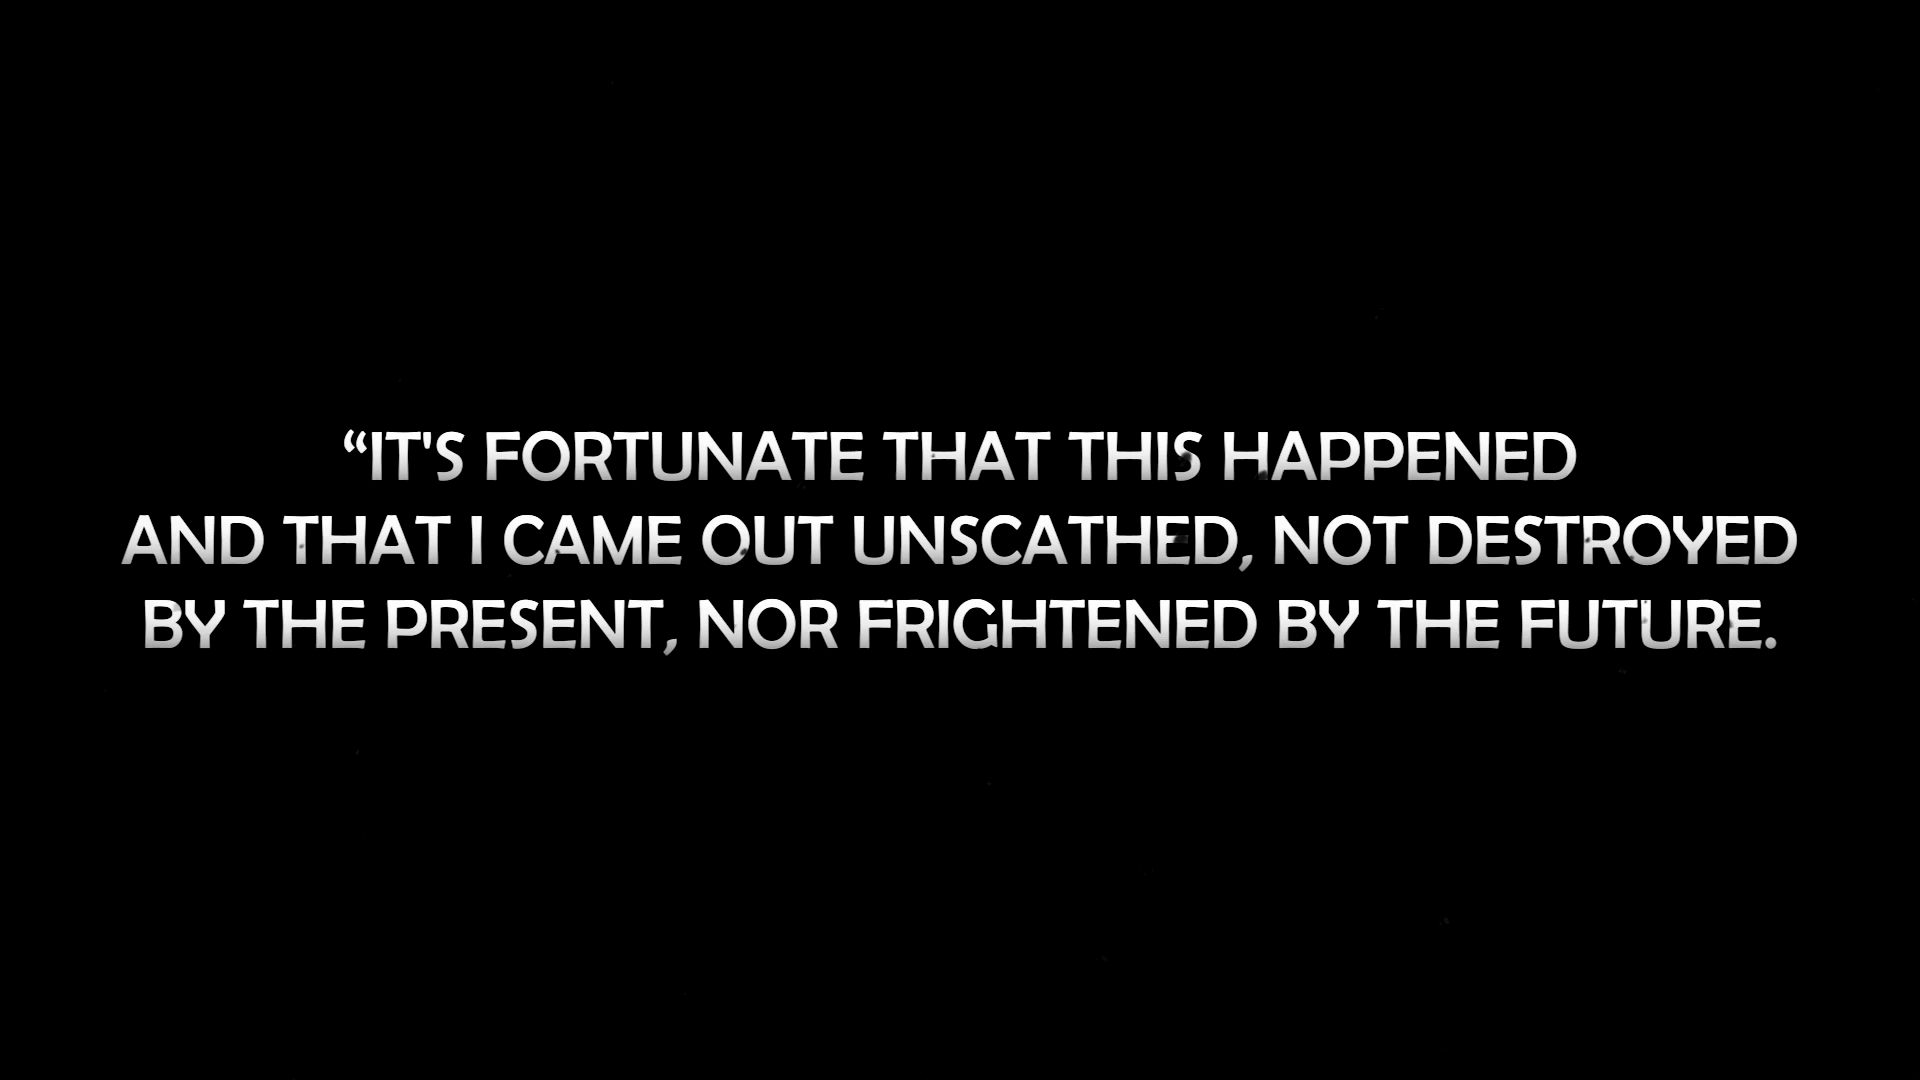 “IT'S FORTUNATE THAT THIS HAPPENED
AND THAT I CAME OUT UNSCATHED, NOT DESTROYED
BY THE PRESENT, NOR FRIGHTENED BY THE FUTURE.